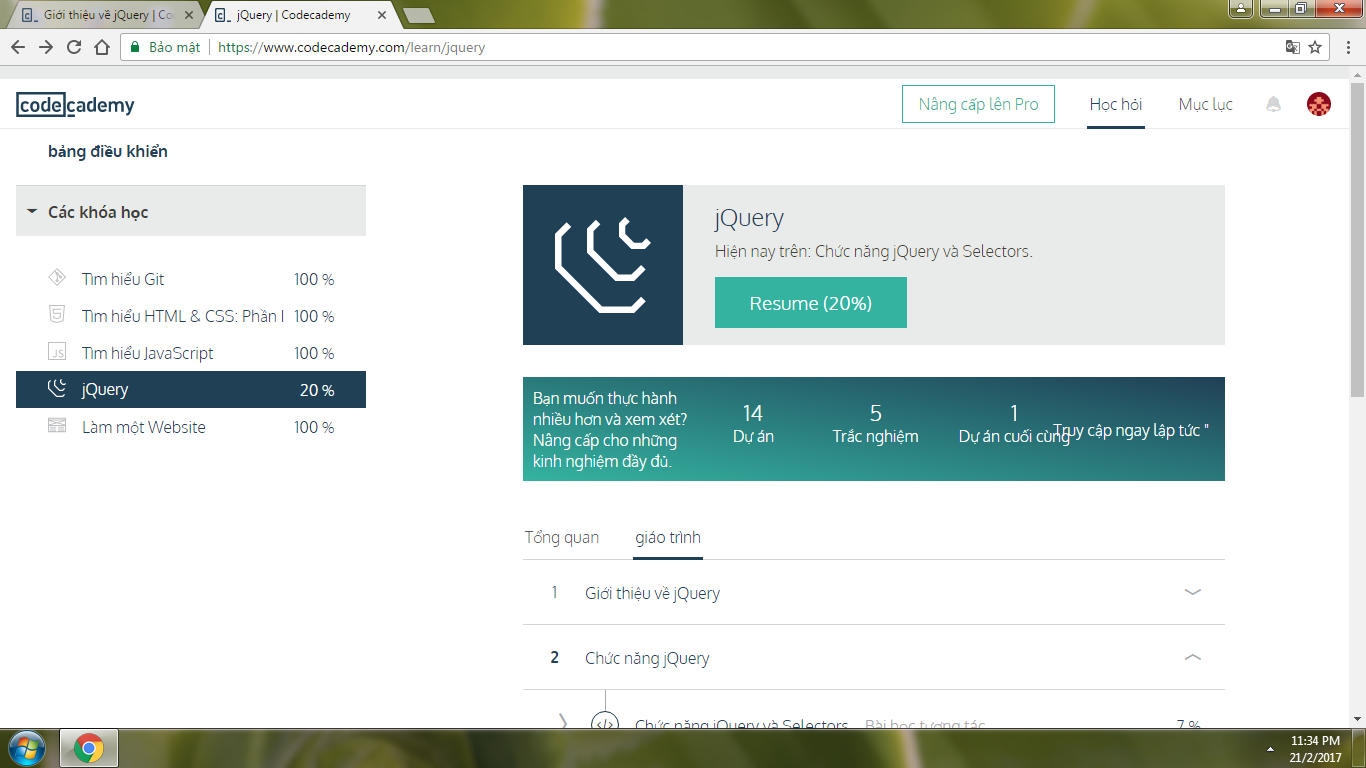 Giới thiệu về jQuery | Co
jQuery | Codecademy
Bảo mật
https://www.codecademy.com/learn/jquery
codecademy
Nâng cấp lên Pro
Học hỏi
Mục lục
bảng điều khiển
Các khóa học
Tìm hiểu Git 100 %
Tìm hiểu HTML & CSS: Phần I 100 %
JS Tìm hiểu JavaScript 100 %
jQuery 20 %
Làm một Website 100 %
jQuery
Hiện nay trên: Chức năng jQuery và Selectors.
Resume (20%)
Bạn muốn thực hành
nhiều hơn và xem xét?
Nâng cấp cho những
kinh nghiệm đầy đủ.
14
Dự án
5
Trắc nghiệm
1
Dự án cuối cùng
Truy cập ngay lập tức "
Tổng quan
giáo trình
1 Giới thiệu về jQuery
2 Chức năng jQuery
</> Chức năng jQuery và Selectors Bài học tương tác 7 %
11:34 PM
21/2/2017